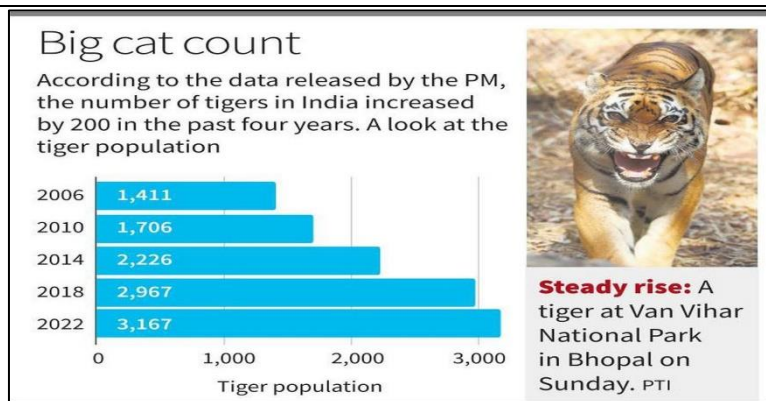 Big cat count
According to the data released by the PM,
the number of tigers in India increased
by 200 in the past four years. A look at the
tiger population
2006 1,411
2010 1,706
2014 2,226
2018 2,967
2022 3,167
0 1,000 2,000 3,000
Tiger population
Steady rise: A
tiger at Van Vihar
National Park
in Bhopal on
Sunday. PTI